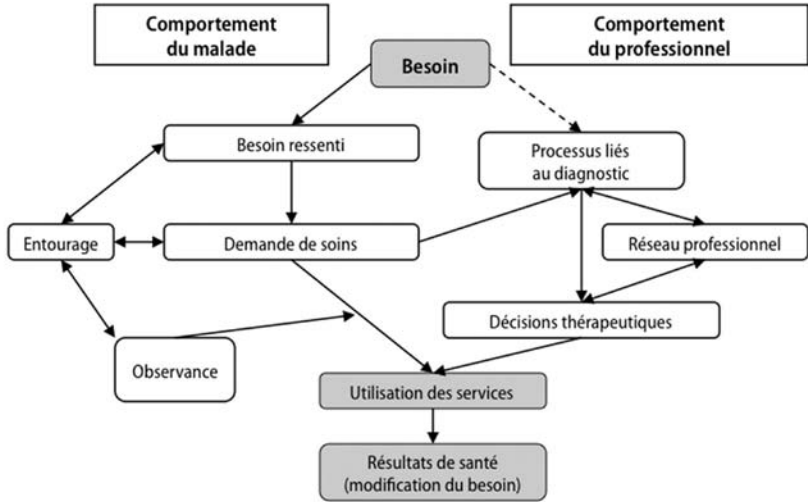 Comportement
du malade
Comportement
du professionnel
Besoin
Besoin ressenti
Processus liés
au diagnostic
Entourage
Demande de soins
Réseau professionnel
Décisions thérapeutiques
Observance
Utilisation des services
Résultats de santé
(modification du besoin)